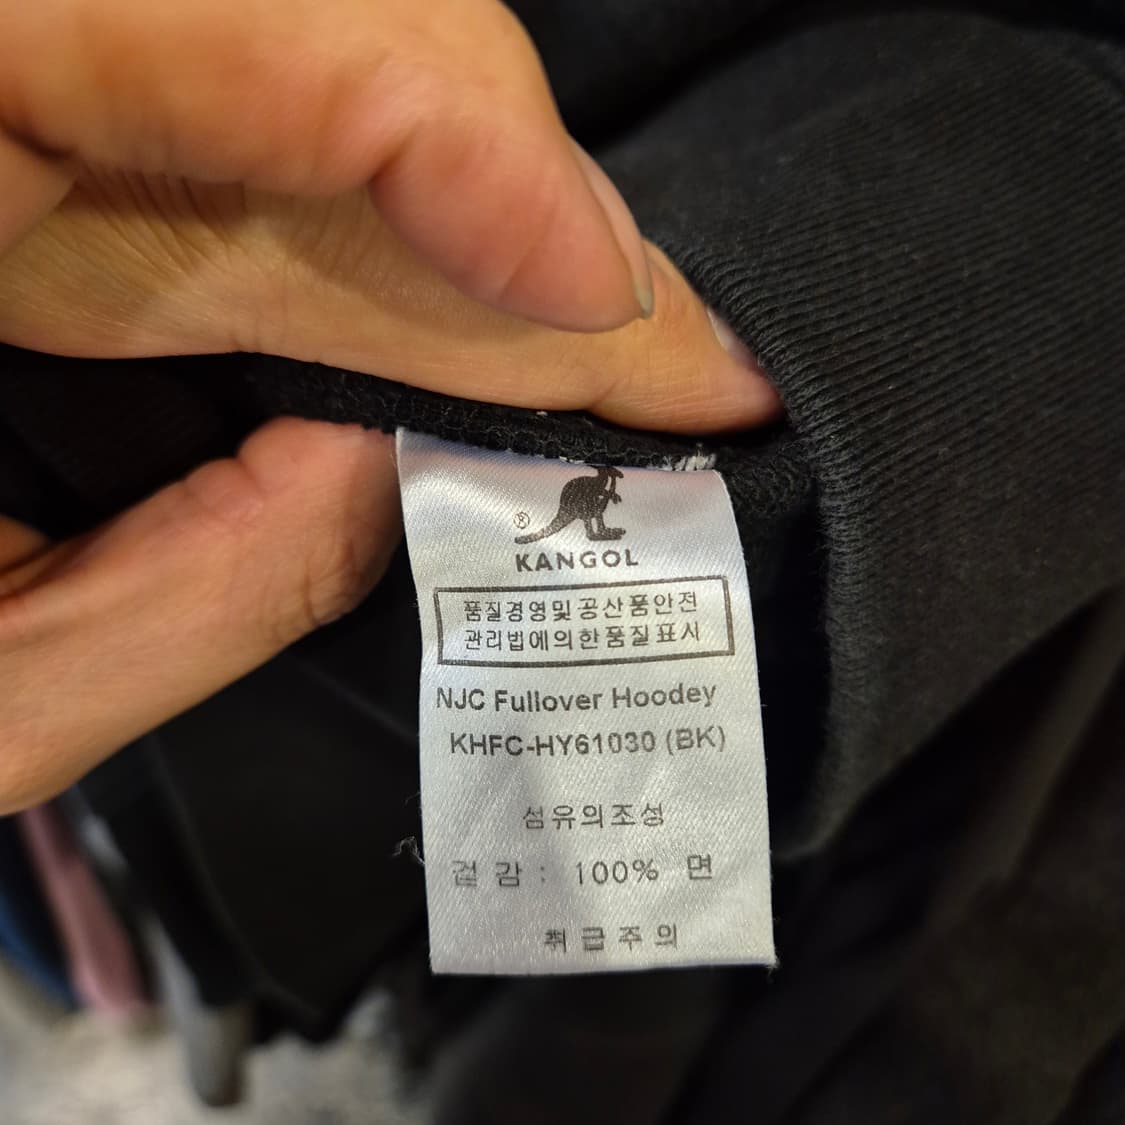 ®
KANGOL
품질경영및공산품안전
관리법에의한품질표시
NJC Fullover Hoodey
KHFC-HY61030 (BK)
섬유의조성
겉 감 : 100% 면
취급주의